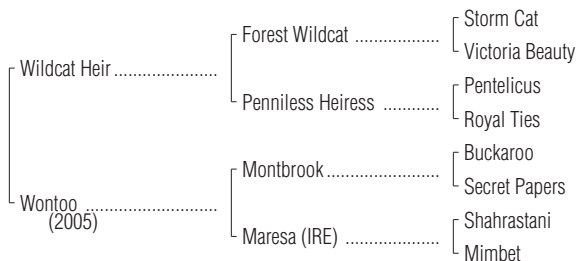 Storm Cat
Forest Wildcat ..................
Victoria Beauty
Wildcat Heir ......................
Pentelicus
Penniless Heiress ............
Royal Ties
Buckaroo
Montbrook ........................
Secret Papers
Wontoo ............................
(2005)
Shahrastani
Maresa (IRE) ....................
Mimbet